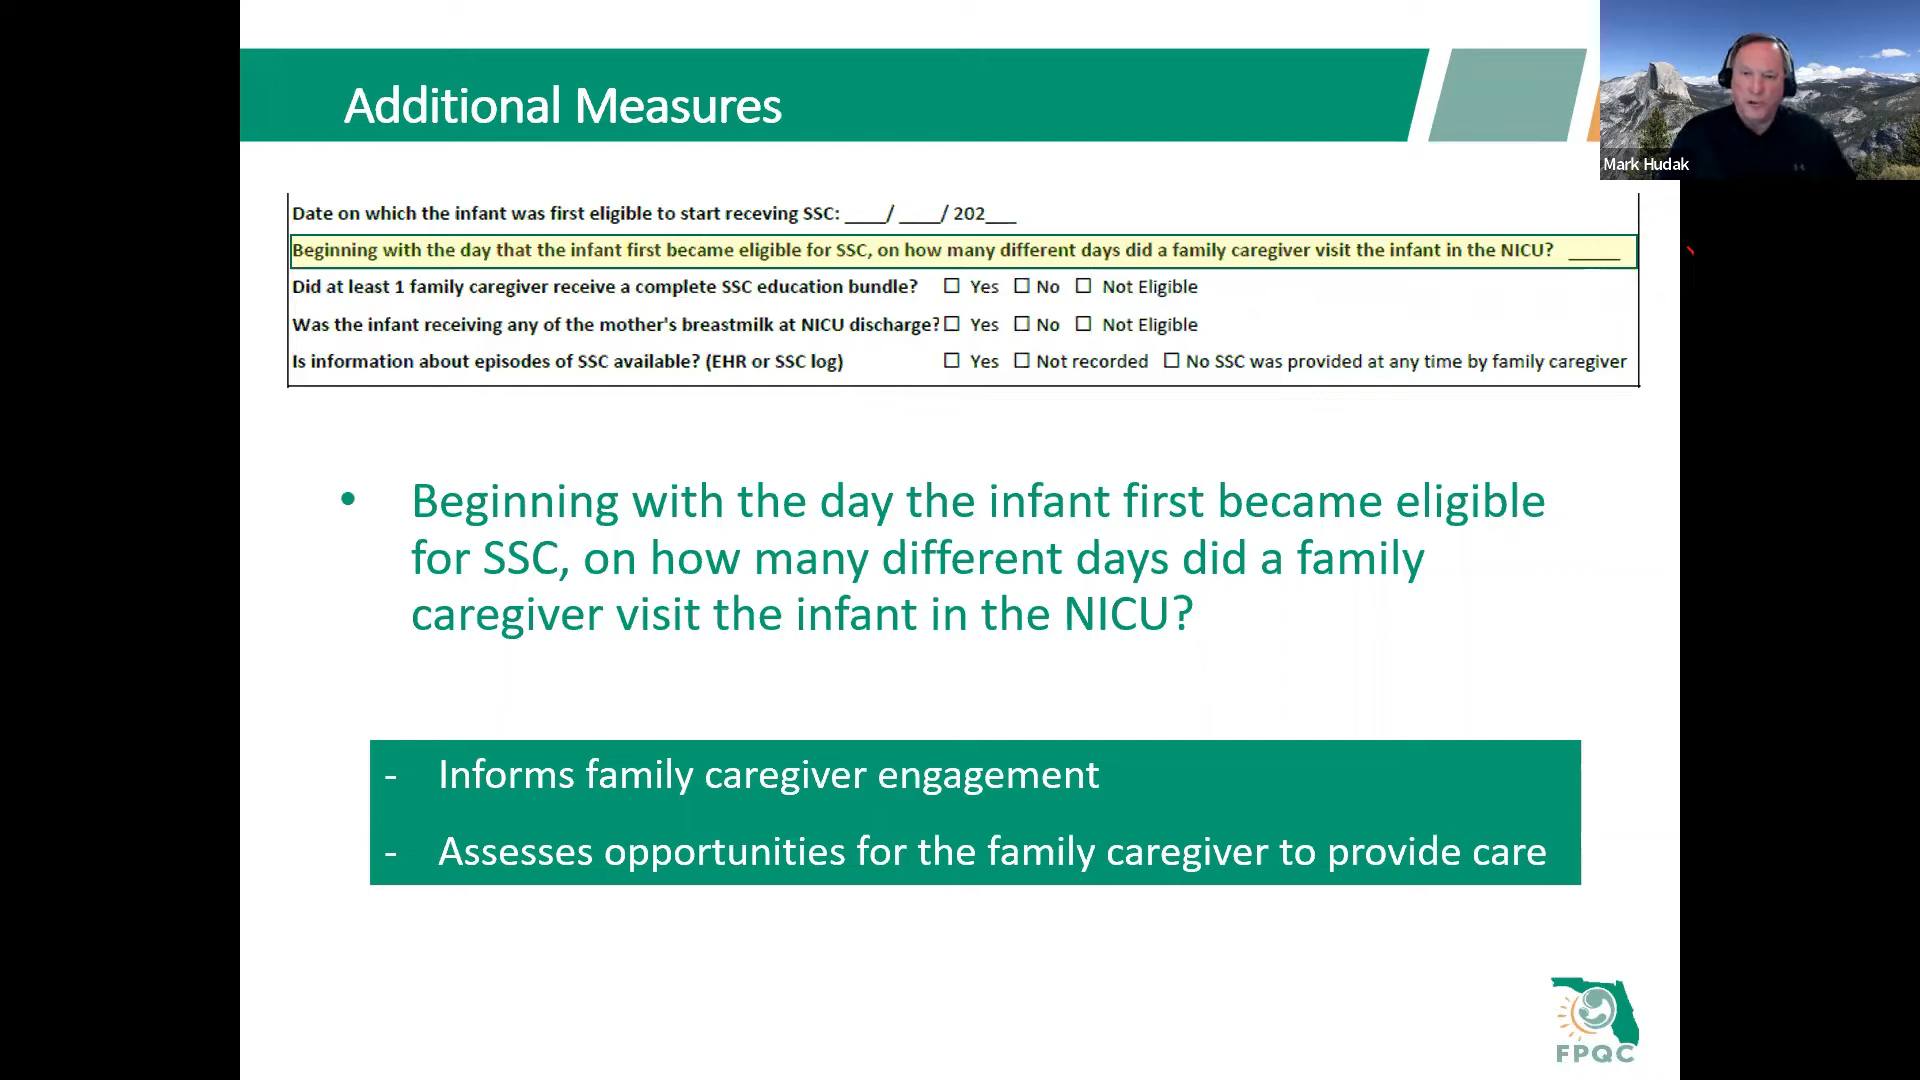 Additional Measures
Mark Hudak
Date on which the infant was first eligible to start receving SSC: ____/ ____/ 202___
Beginning with the day that the infant first became eligible for SSC, on how many different days did a family caregiver visit the infant in the NICU? _____
Did at least 1 family caregiver receive a complete SSC education bundle? ☐ Yes ☐ No ☐ Not Eligible
Was the infant receiving any of the mother's breastmilk at NICU discharge? ☐ Yes ☐ No ☐ Not Eligible
Is information about episodes of SSC available? (EHR or SSC log) ☐ Yes ☐ Not recorded ☐ No SSC was provided at any time by family caregiver
• Beginning with the day the infant first became eligible
for SSC, on how many different days did a family
caregiver visit the infant in the NICU?
- Informs family caregiver engagement
- Assesses opportunities for the family caregiver to provide care
FPQC